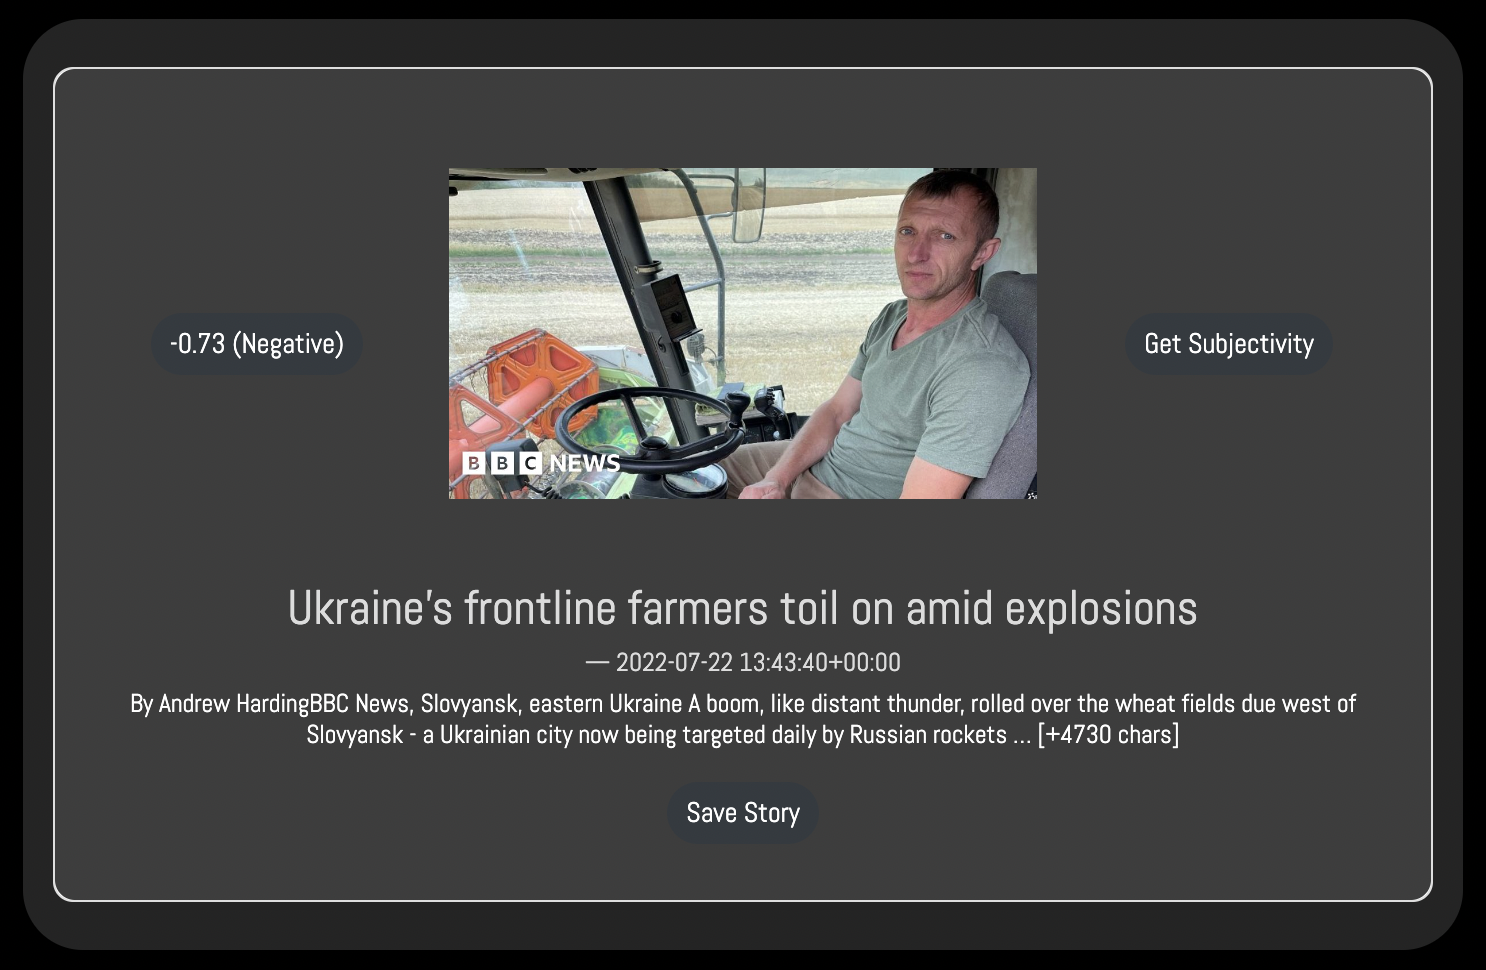 BBC NEWS
-0.73 (Negative)
Get Subjectivity
Ukraine's frontline farmers toil on amid explosions
— 2022-07-22 13:43:40+00:00
By Andrew HardingBBC News, Slovyansk, eastern Ukraine A boom, like distant thunder, rolled over the wheat fields due west of
Slovyansk - a Ukrainian city now being targeted daily by Russian rockets ... [+4730 chars]
Save Story